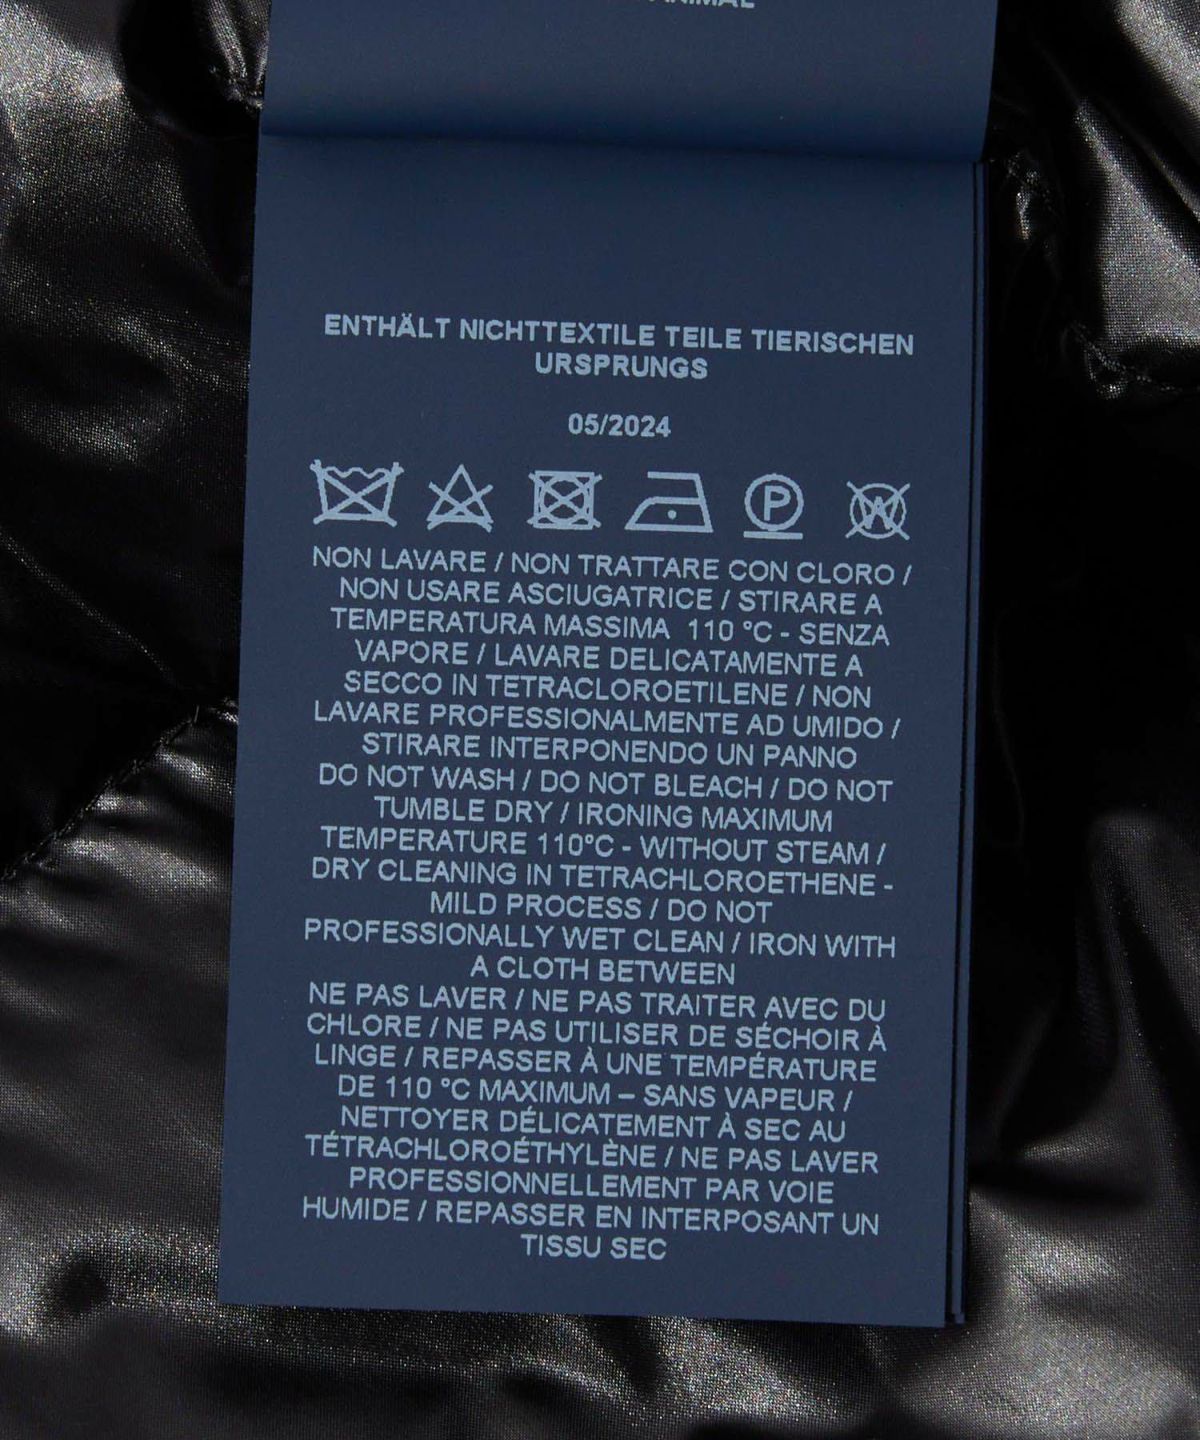 ANIMAL
ENTHÄLT NICHTTEXTILE TEILE TIERISCHEN
URSPRUNGS
05/2024
P W
NON LAVARE / NON TRATTARE CON CLORO /
NON USARE ASCIUGATRICE / STIRARE A
TEMPERATURA MASSIMA 110 °C - SENZA
VAPORE / LAVARE DELICATAMENTE A
SECCO IN TETRACLOROETILENE / NON
LAVARE PROFESSIONALMENTE AD UMIDO /
STIRARE INTERPONENDO UN PANNO
DO NOT WASH / DO NOT BLEACH / DO NOT
TUMBLE DRY / IRONING MAXIMUM
TEMPERATURE 110°C - WITHOUT STEAM /
DRY CLEANING IN TETRACHLOROETHENE -
MILD PROCESS / DO NOT
PROFESSIONALLY WET CLEAN / IRON WITH
A CLOTH BETWEEN
NE PAS LAVER / NE PAS TRAITER AVEC DU
CHLORE / NE PAS UTILISER DE SÉCHOIR À
LINGE / REPASSER À UNE TEMPÉRATURE
DE 110 °C MAXIMUM – SANS VAPEUR /
NETTOYER DÉLICATEMENT À SEC AU
TÉTRACHLOROÉTHYLÈNE / NE PAS LAVER
PROFESSIONNELLEMENT PAR VOIE
HUMIDE / REPASSER EN INTERPOSANT UN
TISSU SEC